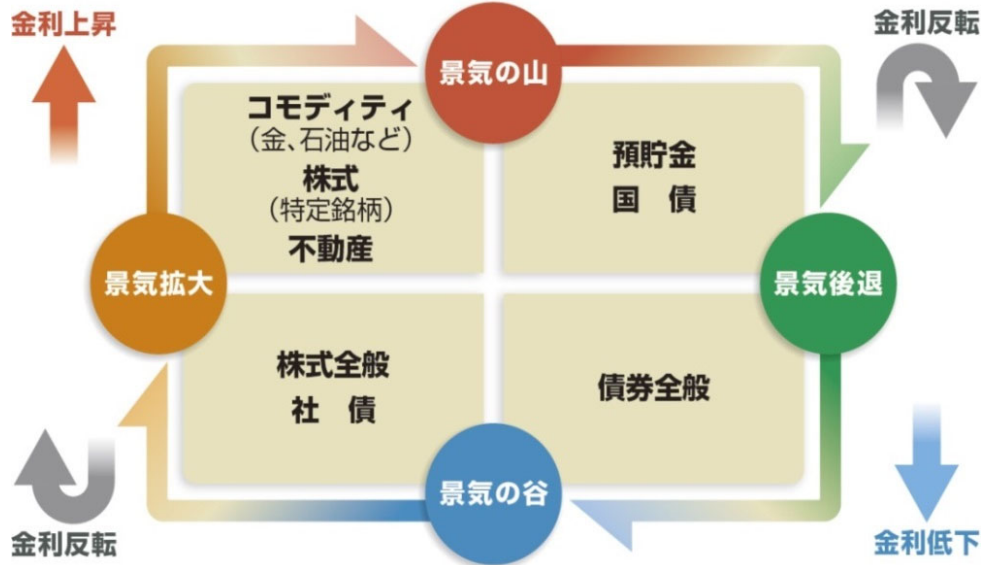 金利上昇
景気の山
金利反転
コモディティ
(金、石油など)
株式
(特定銘柄)
不動産
預貯金
国 債
景気拡大
景気後退
株式全般
社 債
債券全般
景気の谷
金利反転
金利低下